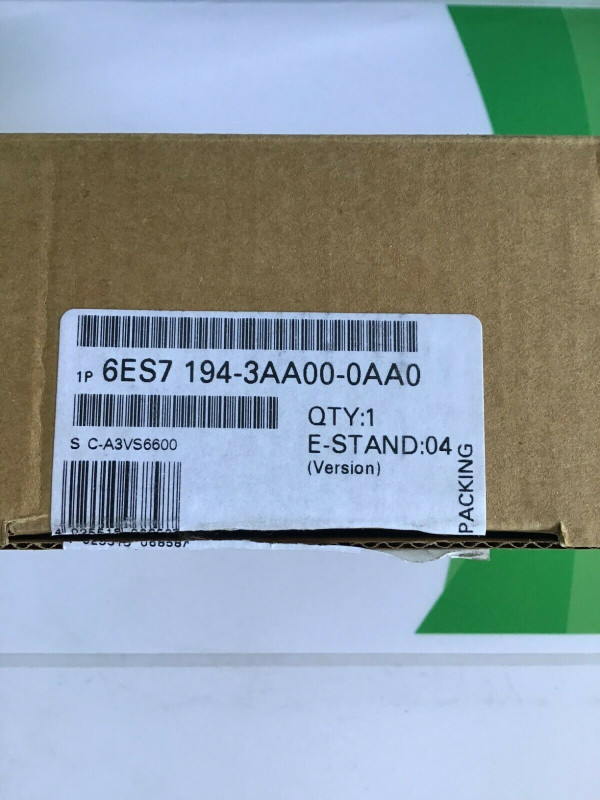 1P 6ES7 194-3AA00-0AA0
QTY:1
S C-A3VS6600
E-STAND:04
(Version)
PACKING